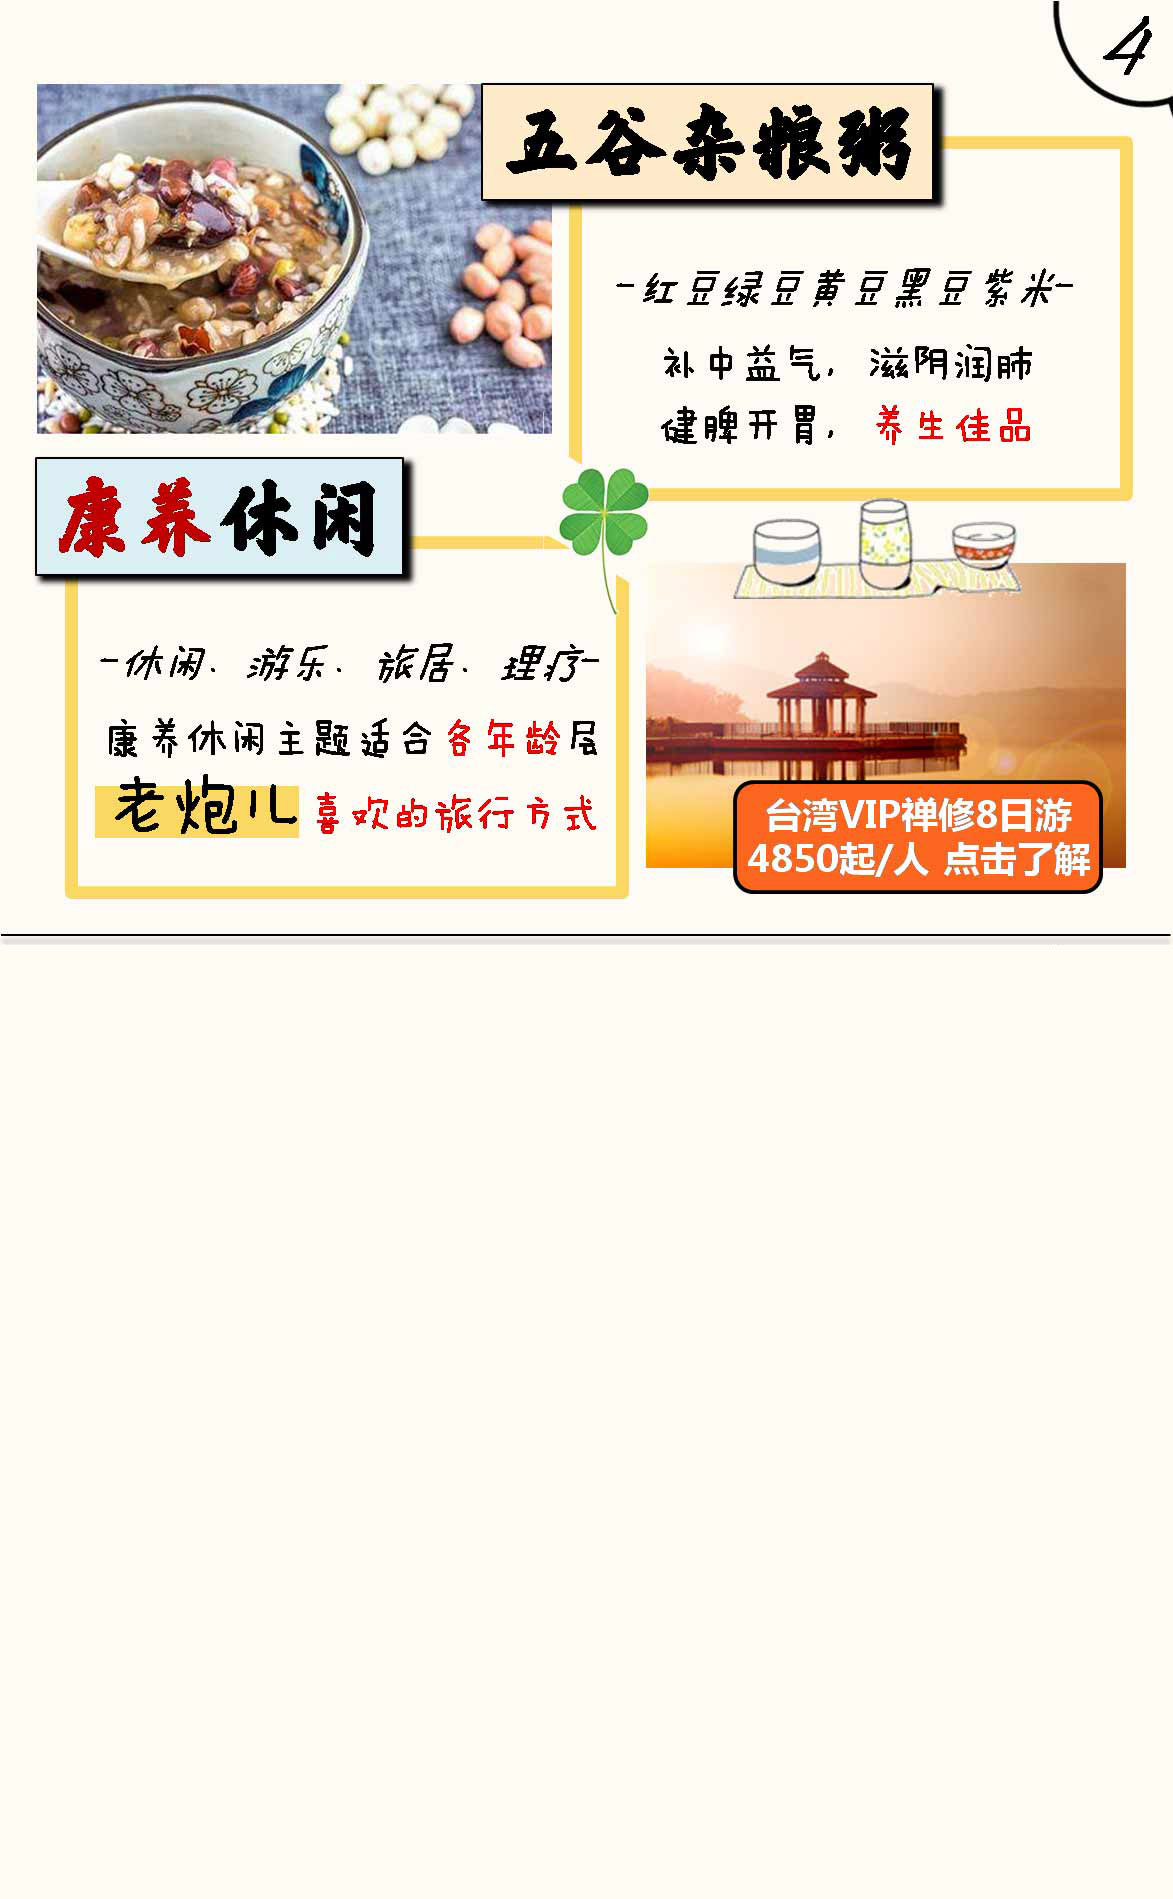 4
五谷杂粮粥
-红豆绿豆黄豆黑豆紫米-
补中益气，滋阴润肺
健脾开胃，养生佳品
康养休闲
-休闲、游乐、旅居、理疗-
康养休闲主题适合各年龄层
老炮儿喜欢的旅行方式
台湾VIP禅修8日游
4850起/人 点击了解